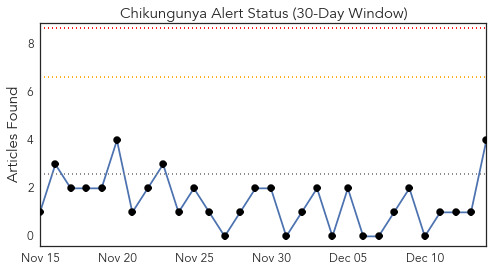 Chikungunya Alert Status (30-Day Window)
Articles Found
8
6
4
2
0
Nov 15 Nov 20 Nov 25 Nov 30 Dec 05 Dec 10